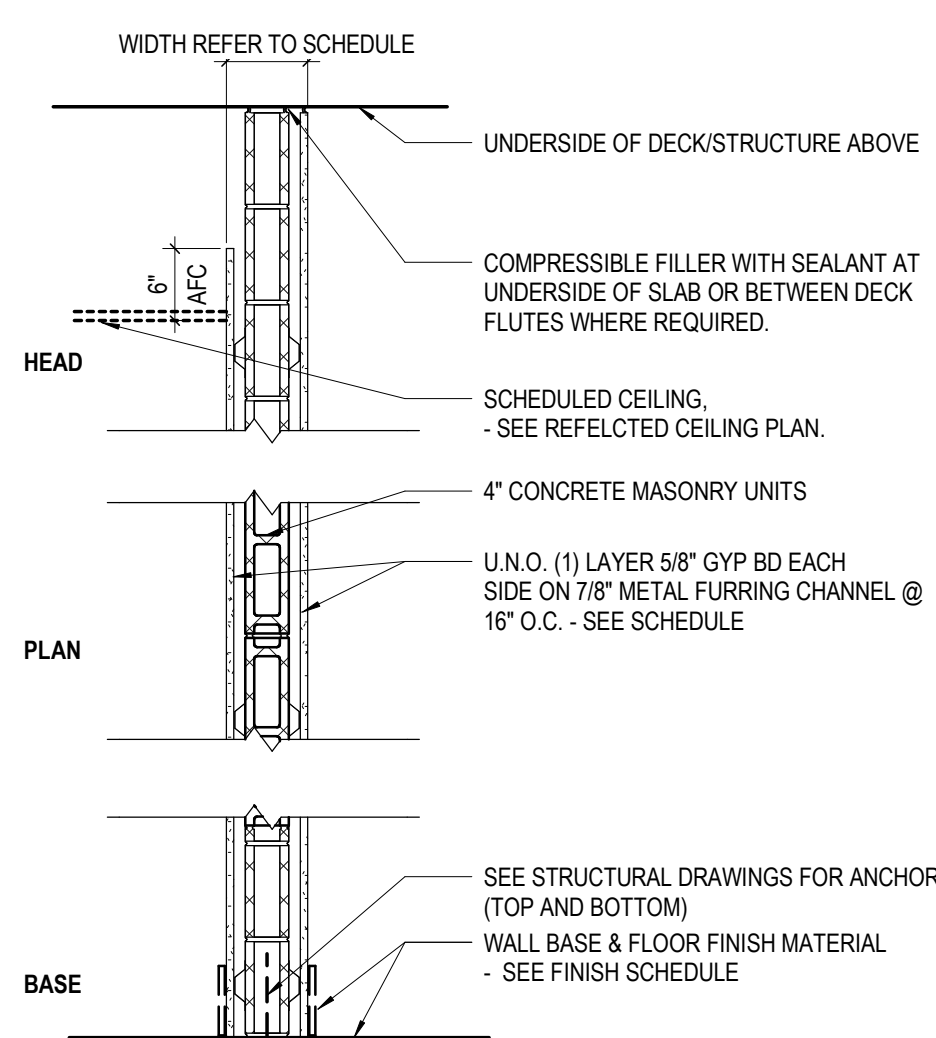 WIDTH REFER TO SCHEDULE
UNDERSIDE OF DECK/STRUCTURE ABOVE
6"
AFC
COMPRESSIBLE FILLER WITH SEALANT AT
UNDERSIDE OF SLAB OR BETWEEN DECK
FLUTES WHERE REQUIRED.
HEAD
SCHEDULED CEILING,
- SEE REFELCTED CEILING PLAN.
4" CONCRETE MASONRY UNITS
U.N.O. (1) LAYER 5/8" GYP BD EACH
SIDE ON 7/8" METAL FURRING CHANNEL @
16" O.C. - SEE SCHEDULE
PLAN
SEE STRUCTURAL DRAWINGS FOR ANCHOR
(TOP AND BOTTOM)
WALL BASE & FLOOR FINISH MATERIAL
- SEE FINISH SCHEDULE
BASE